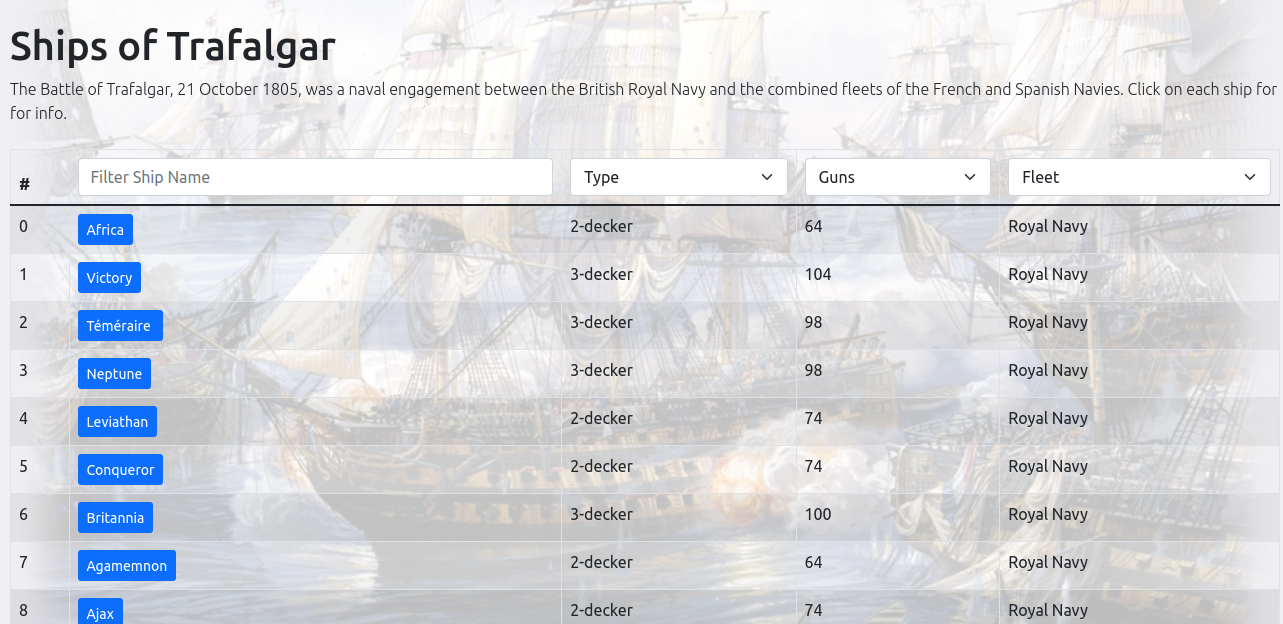 Ships of Trafalgar
The Battle of Trafalgar, 21 October 1805, was a naval engagement between the British Royal Navy and the combined fleets of the French and Spanish Navies. Click on each ship for
for info.
# Filter Ship Name Type Guns Fleet
0 Africa 2-decker 64 Royal Navy
1 Victory 3-decker 104 Royal Navy
2 Téméraire 3-decker 98 Royal Navy
3 Neptune 3-decker 98 Royal Navy
4 Leviathan 2-decker 74 Royal Navy
5 Conqueror 2-decker 74 Royal Navy
6 Britannia 3-decker 100 Royal Navy
7 Agamemnon 2-decker 64 Royal Navy
8 Ajax 2-decker 74 Royal Navy